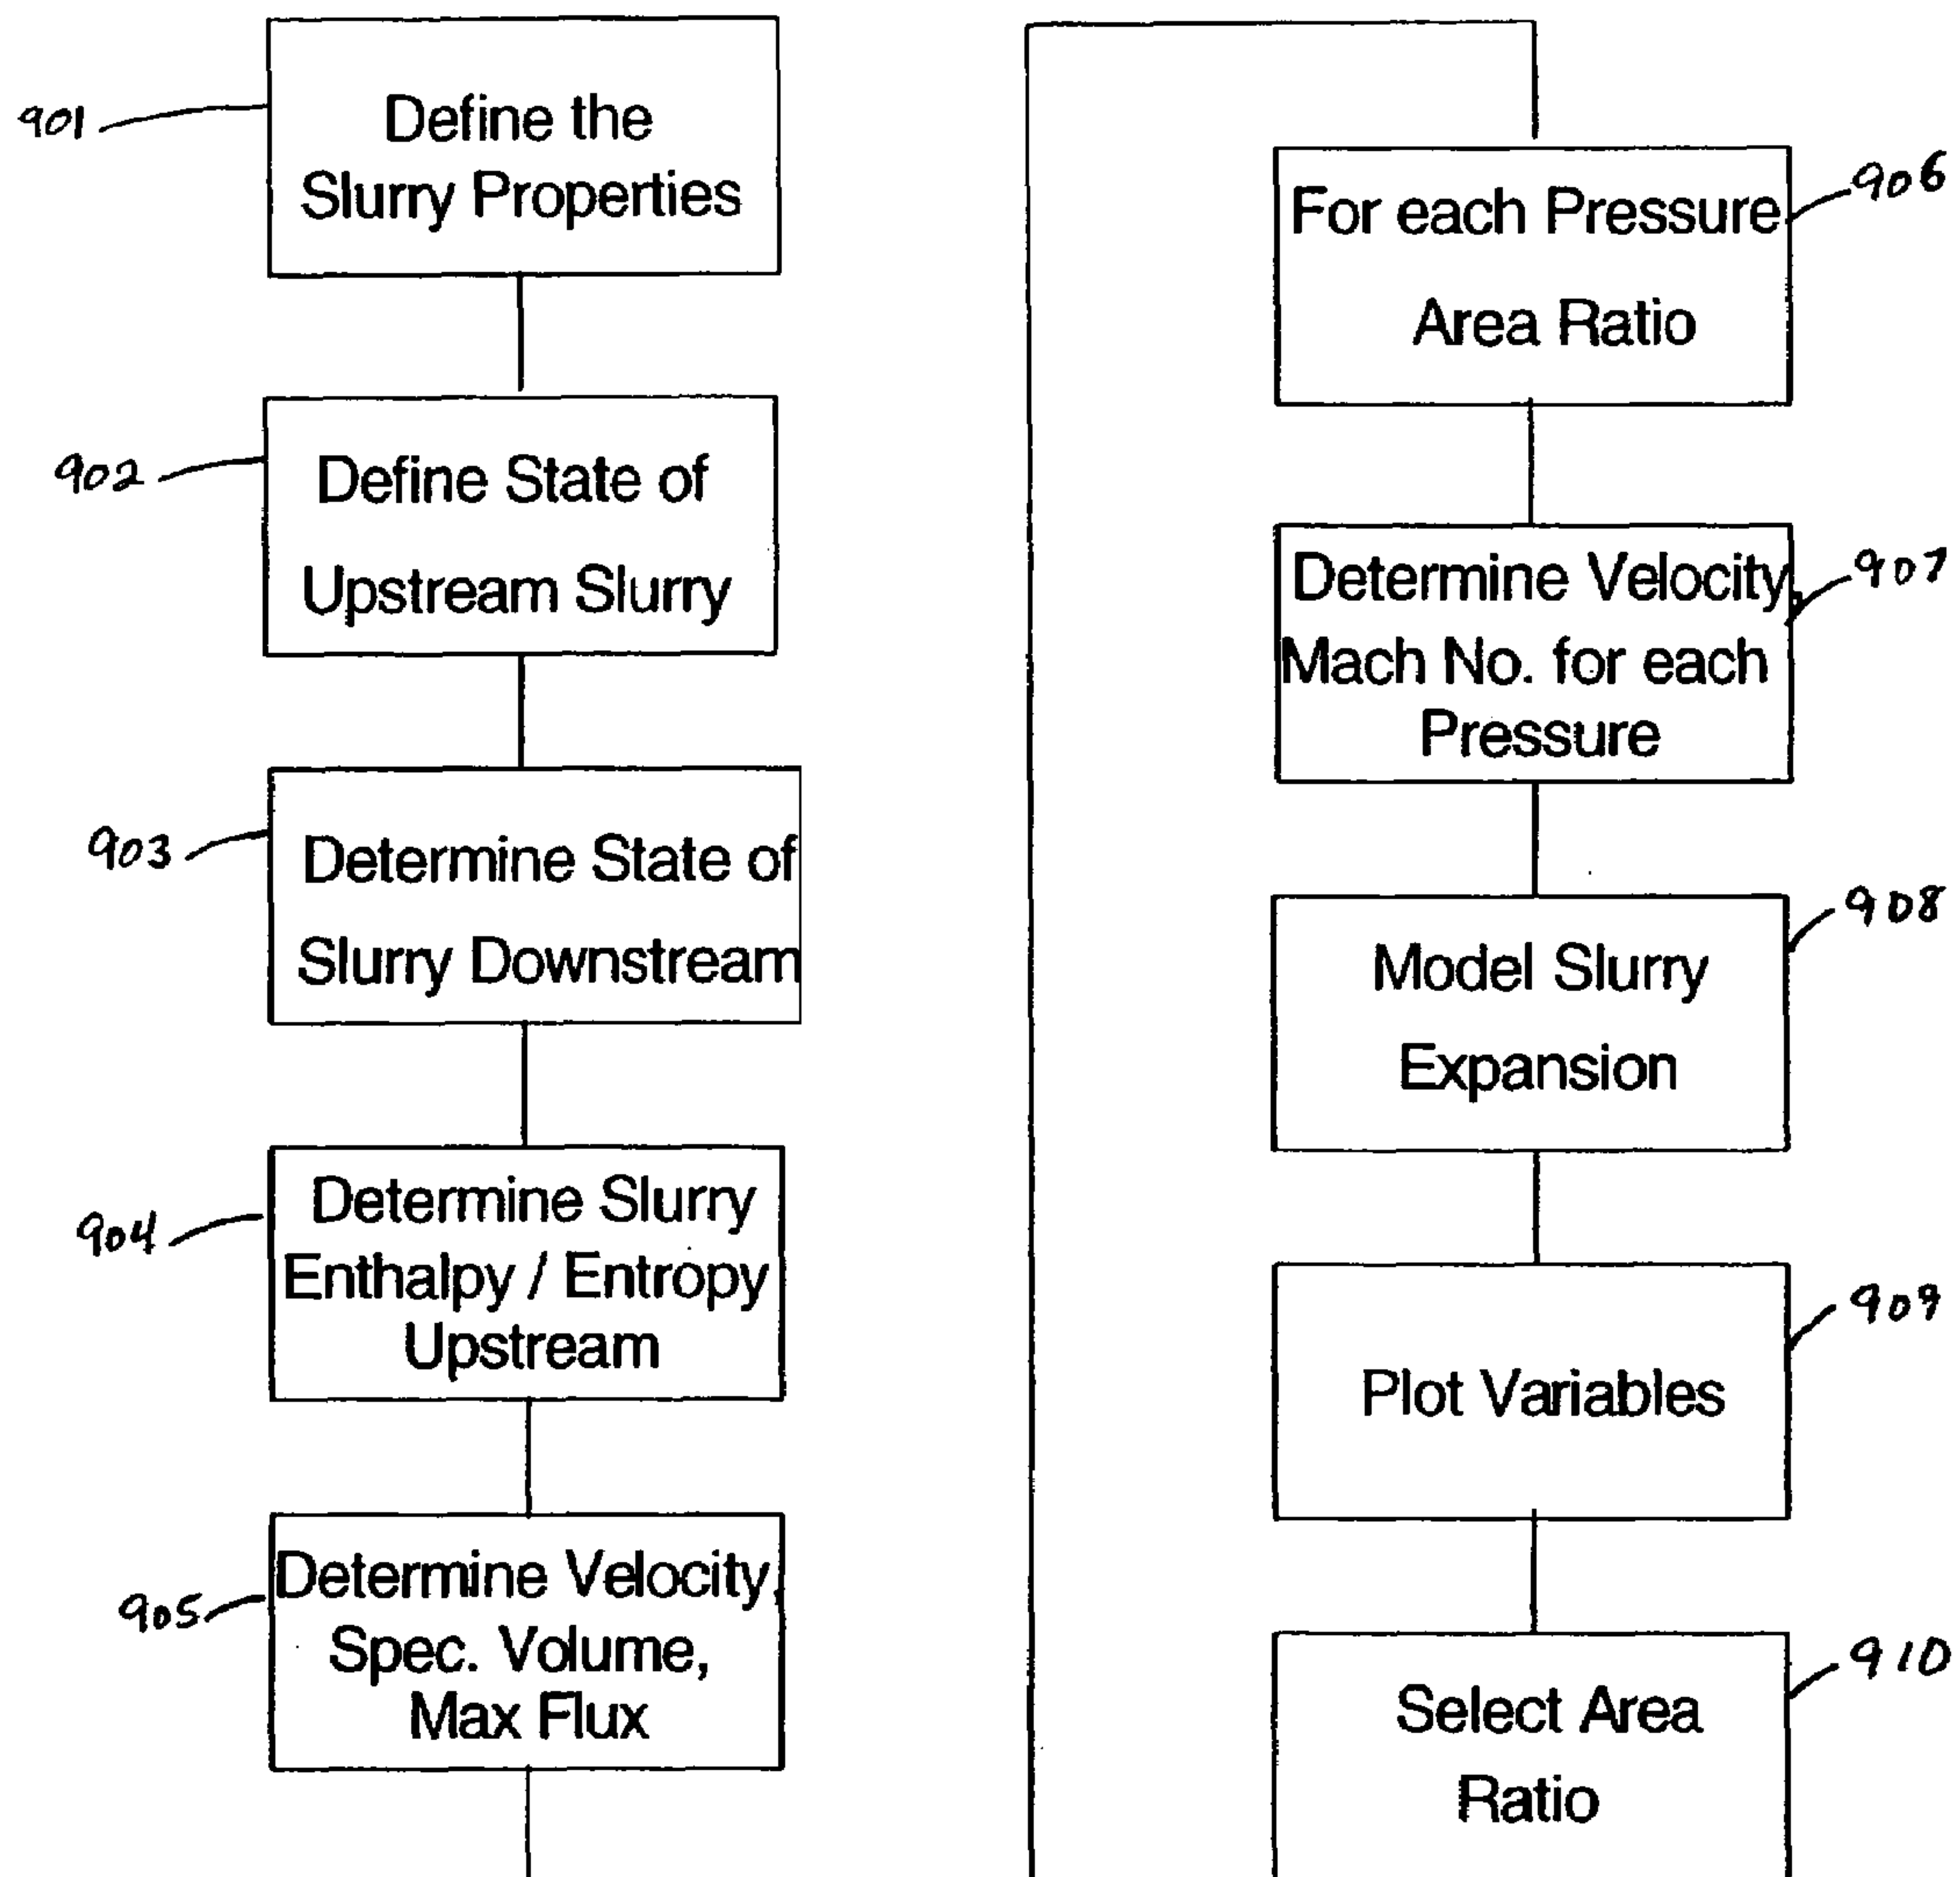 901
Define the
Slurry Properties
902
Define State of
Upstream Slurry
903
Determine State of
Slurry Downstream
904
Determine Slurry
Enthalpy / Entropy
Upstream
905
Determine Velocity,
Spec. Volume,
Max Flux
906
For each Pressure
Area Ratio
907
Determine Velocity,
Mach No. for each
Pressure
908
Model Slurry
Expansion
909
Plot Variables
910
Select Area
Ratio